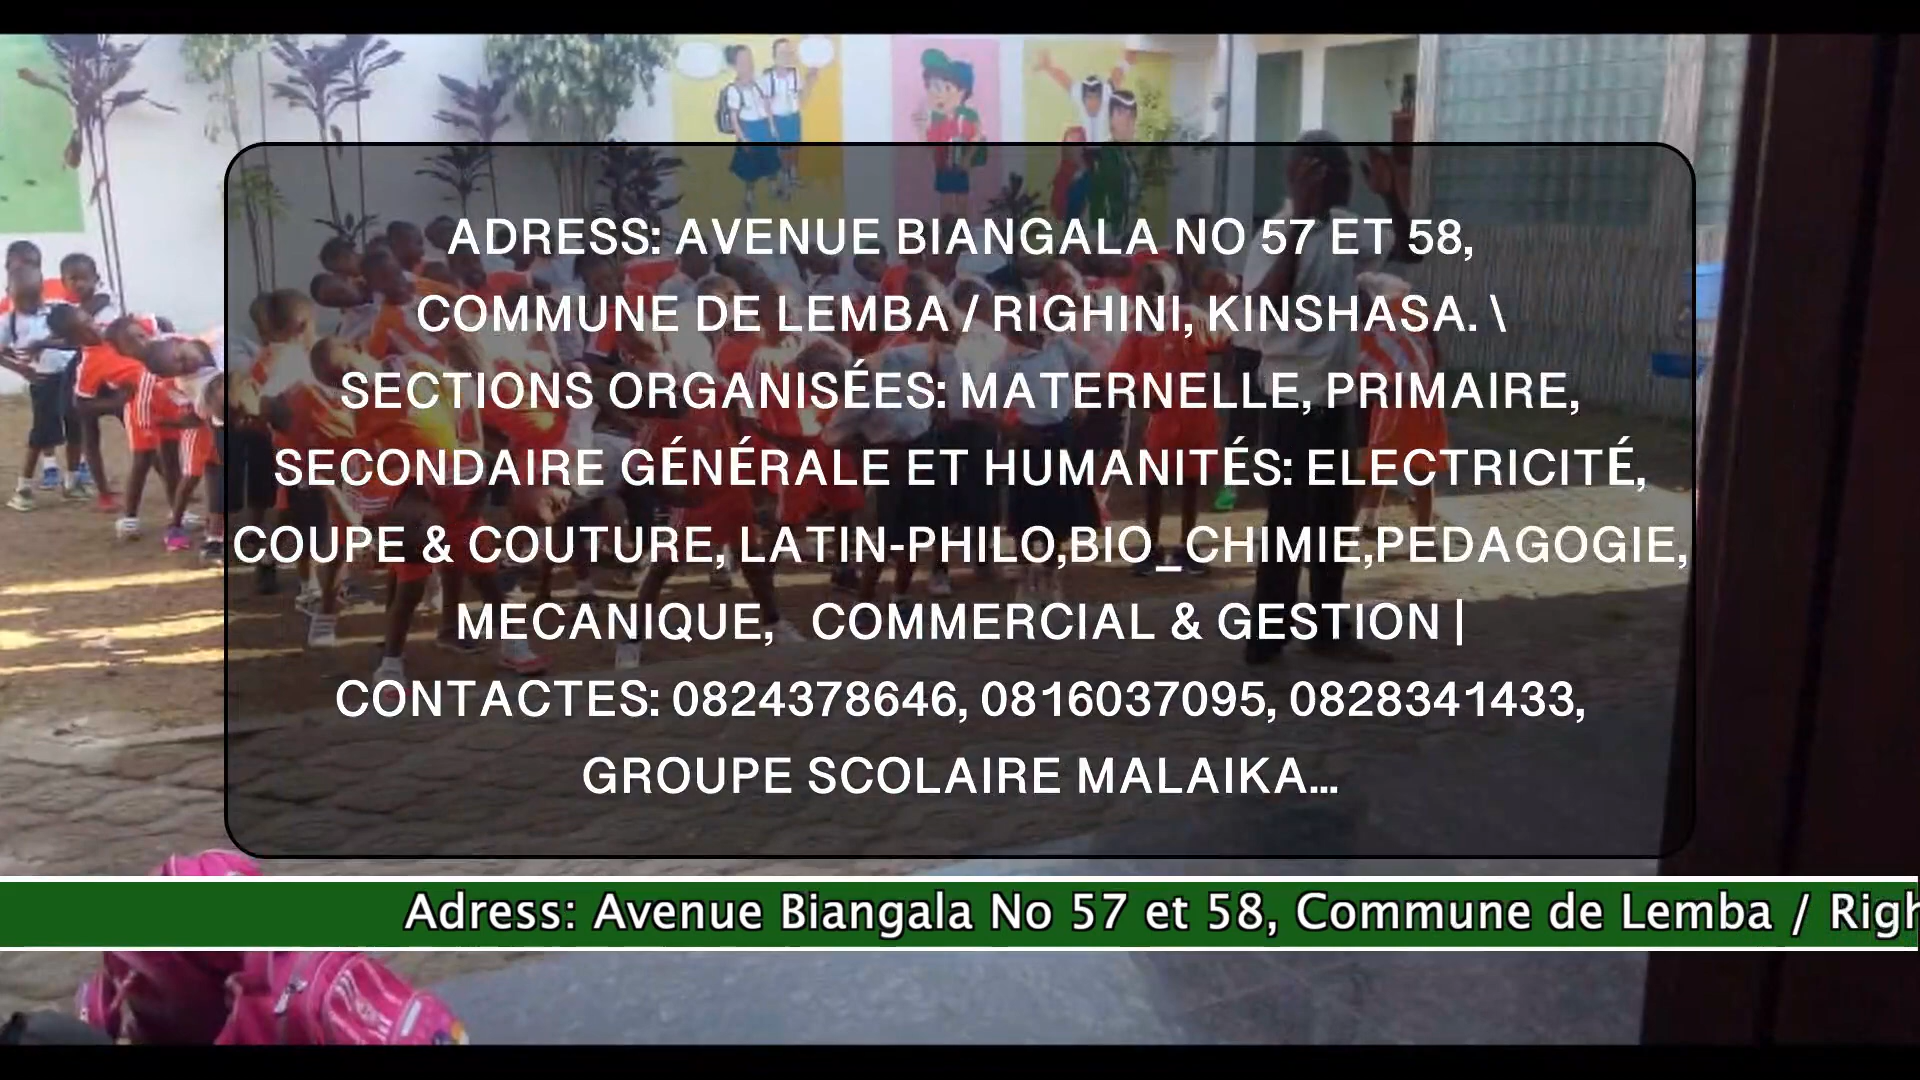 ADRESS: AVENUE BIANGALA NO 57 ET 58,
COMMUNE DE LEMBA / RIGHINI, KINSHASA. \
SECTIONS ORGANISÉES: MATERNELLE, PRIMAIRE,
SECONDAIRE GÉNÉRALE ET HUMANITÉS: ELECTRICITÉ,
COUPE & COUTURE, LATIN-PHILO,BIO_CHIMIE,PEDAGOGIE,
MECANIQUE, COMMERCIAL & GESTION |
CONTACTES: 0824378646, 0816037095, 0828341433,
GROUPE SCOLAIRE MALAIKA...
Adress: Avenue Biangala No 57 et 58, Commune de Lemba / Righ